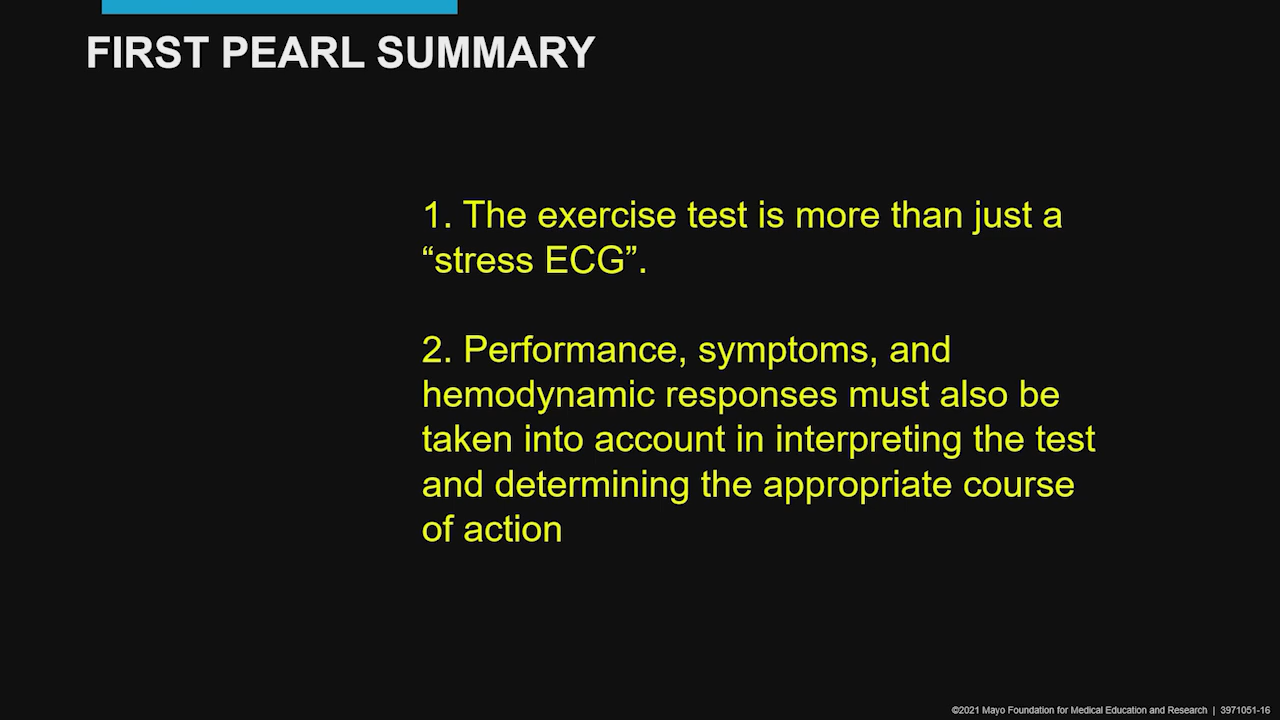 FIRST PEARL SUMMARY
1. The exercise test is more than just a
“stress ECG”.
2. Performance, symptoms, and
hemodynamic responses must also be
taken into account in interpreting the test
and determining the appropriate course
of action
©2021 Mayo Foundation for Medical Education and Research | 3971051-16